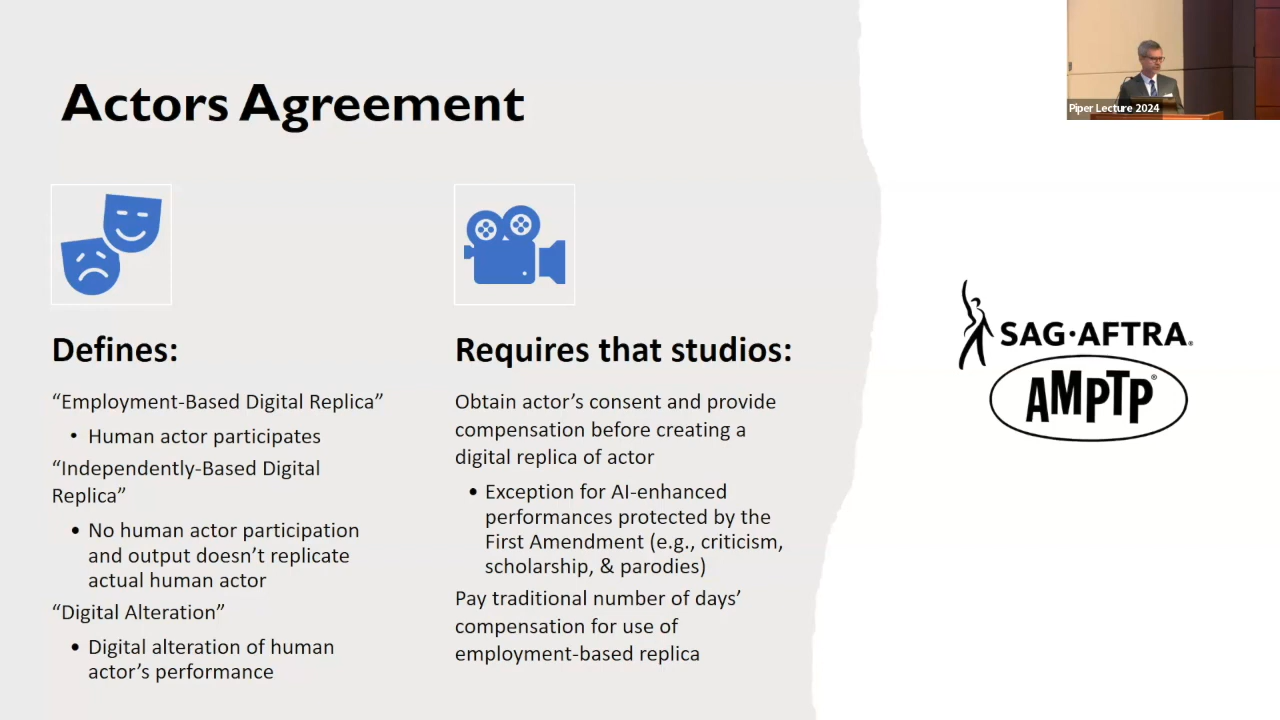 Actors Agreement
Piper Lecture 2024
Defines:
“Employment-Based Digital Replica”
• Human actor participates
“Independently-Based Digital
Replica”
• No human actor participation
and output doesn’t replicate
actual human actor
“Digital Alteration”
• Digital alteration of human
actor’s performance
Requires that studios:
Obtain actor’s consent and provide
compensation before creating a
digital replica of actor
• Exception for AI-enhanced
performances protected by the
First Amendment (e.g., criticism,
scholarship, & parodies)
Pay traditional number of days’
compensation for use of
employment-based replica
SAG·AFTRA®
AMPTP®